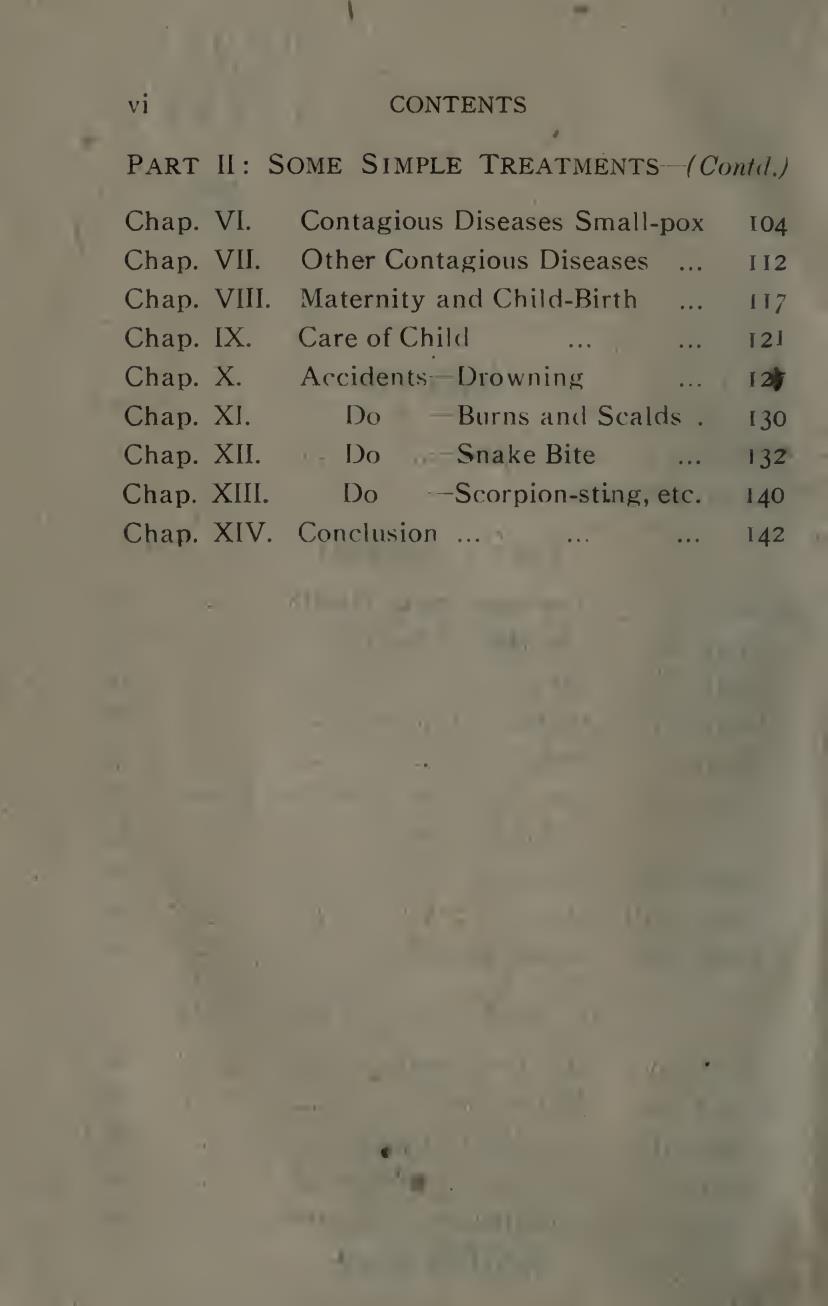 vi CONTENTS
PART II: SOME SIMPLE TREATMENTS—(Contd.)
Chap. VI. Contagious Diseases Small-pox 104
Chap. VII. Other Contagious Diseases ... 112
Chap. VIII. Maternity and Child-Birth ... 117
Chap. IX. Care of Child ... ... 121
Chap. X. Accidents—Drowning ...
Chap. XI. Do —Burns and Scalds . 130
Chap. XII. Do —Snake Bite ... 132
Chap. XIII. Do —Scorpion-sting, etc. 140
Chap. XIV. Conclusion ... ... ... 142